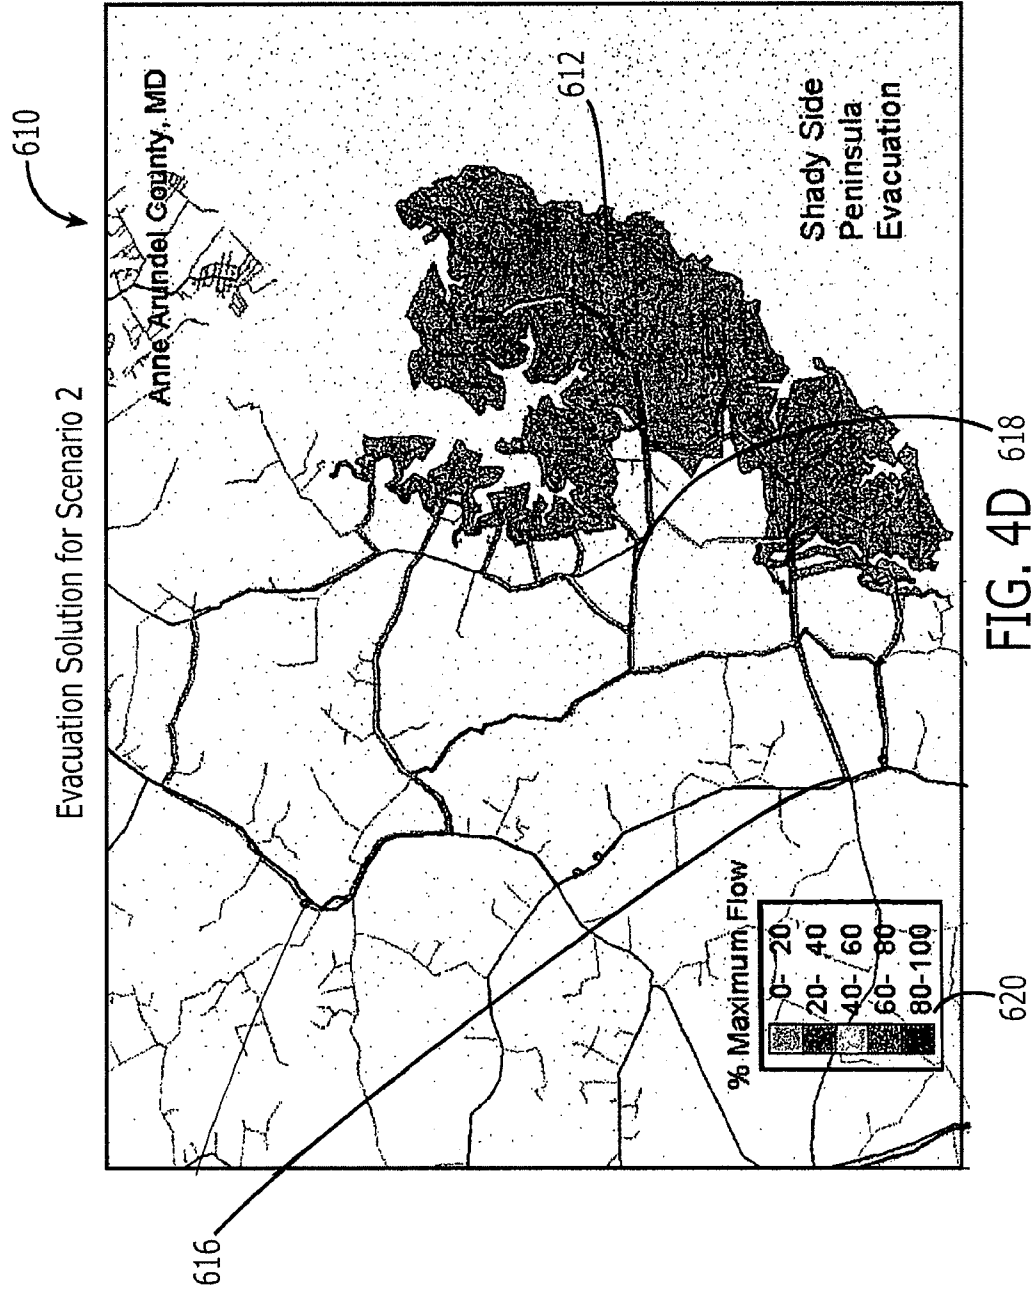 Evacuation Solution for Scenario 2
610
Anne Arundel County, MD
612
Shady Side
Peninsula
Evacuation
616
% Maximum Flow
0- 20
20- 40
40- 60
60- 80
80-100
620
618
FIG. 4D